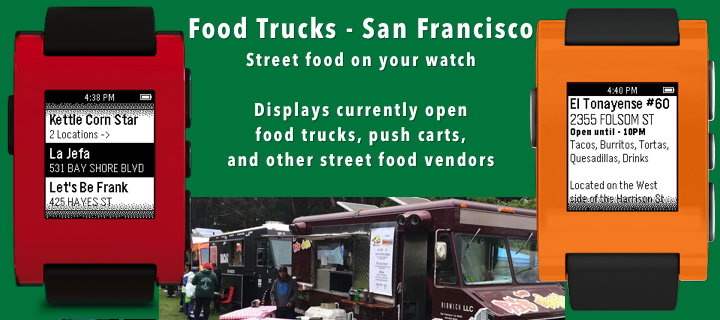 Food Trucks - San Francisco
Street food on your watch
Displays currently open
food trucks, push carts,
and other street food vendors
4:38 PM
Kettle Corn Star
2 Locations ->
La Jefa
531 BAY SHORE BLVD
Let's Be Frank
425 HAYES ST
4:40 PM
El Tonayense #60
2355 FOLSOM ST
Open until - 10PM
Tacos, Burritos, Tortas,
Quesadillas, Drinks
Located on the West
side of the Harrison St
LLC